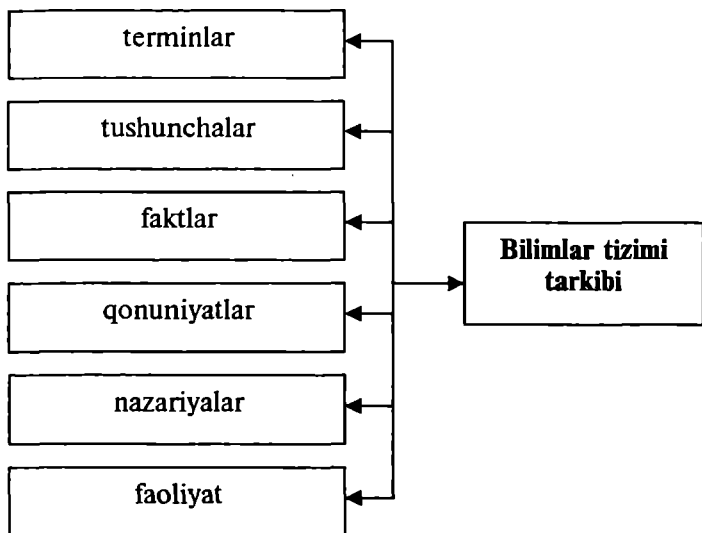 terminlar
tushunchalar
faktlar
qonuniyatlar
nazariyalar
faoliyat
Bilimlar tizimi
tarkibi